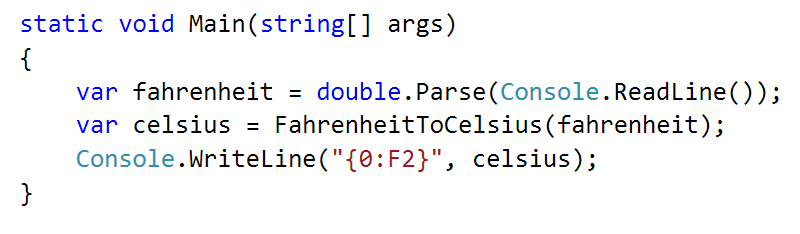 static void Main(string[] args)
{
    var fahrenheit = double.Parse(Console.ReadLine());
    var celsius = FahrenheitToCelsius(fahrenheit);
    Console.WriteLine("{0:F2}", celsius);
}